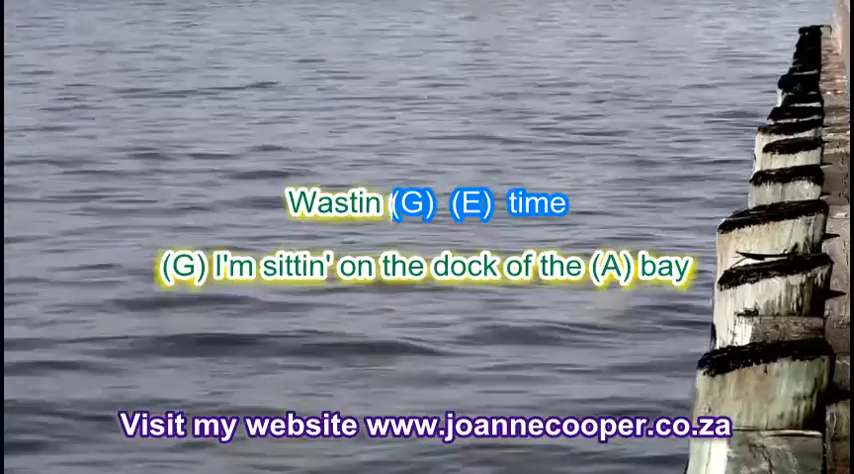 Wastin (G) (E) time
(G) I'm sittin' on the dock of the (A) bay
Visit my website www.joannecooper.co.za